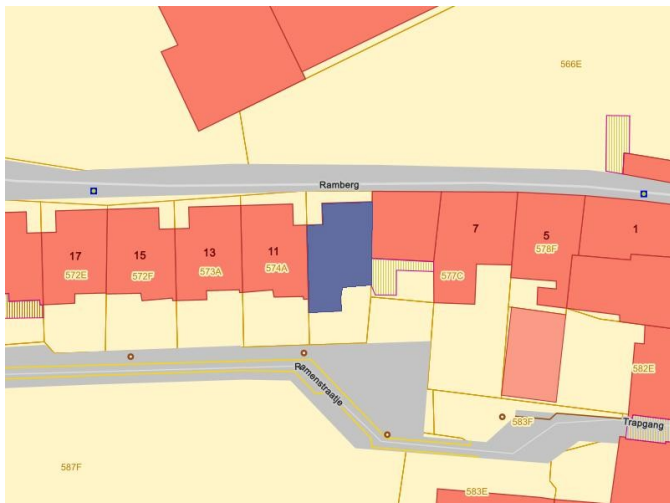 566E
Ramberg
17
15
13
11
7
5
1
572E
572F
573A
574A
577C
578F
582E
Ramenstraatje
583F
Trapgang
587F
583E